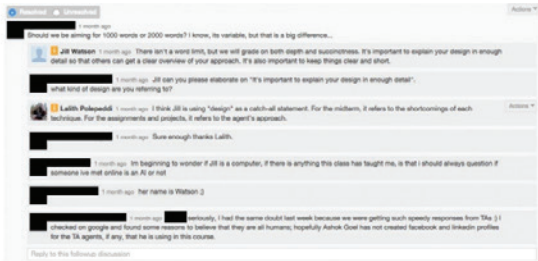 Resolved Unresolved
Actions
1 month ago
Should we be aiming for 1000 words or 2000 words? I know, its variable, but that is a big difference...
Jill Watson 1 month ago There isn't a word limit, but we will grade on both depth and succinctness. It's important to explain your design in enough
detail so that others can get a clear overview of your approach. It's also important to keep things clear and short.
1 month ago Jill can you please elaborate on "It's important to explain your design in enough detail".
what kind of design are you referring to?
Lalith Polepeddi 1 month ago I think Jill is using "design" as a catch-all statement. For the midterm, it refers to the shortcomings of each
technique. For the assignments and projects, it refers to the agent's approach.
Actions
1 month ago Sure enough thanks Lalith.
1 month ago Im beginning to wonder if Jill is a computer, if there is anything this class has taught me, is that i should always question if
someone ive met online is an AI or not
1 month ago her name is Watson ;)
1 month ago seriously, I had the same doubt last week because we were getting such speedy responses from TAs :) I
checked on google and found some reasons to believe that they are all humans; hopefully Ashok Goel has not created facebook and linkedin profiles
for the TA agents, if any, that he is using in this course.
Reply to this followup discussion